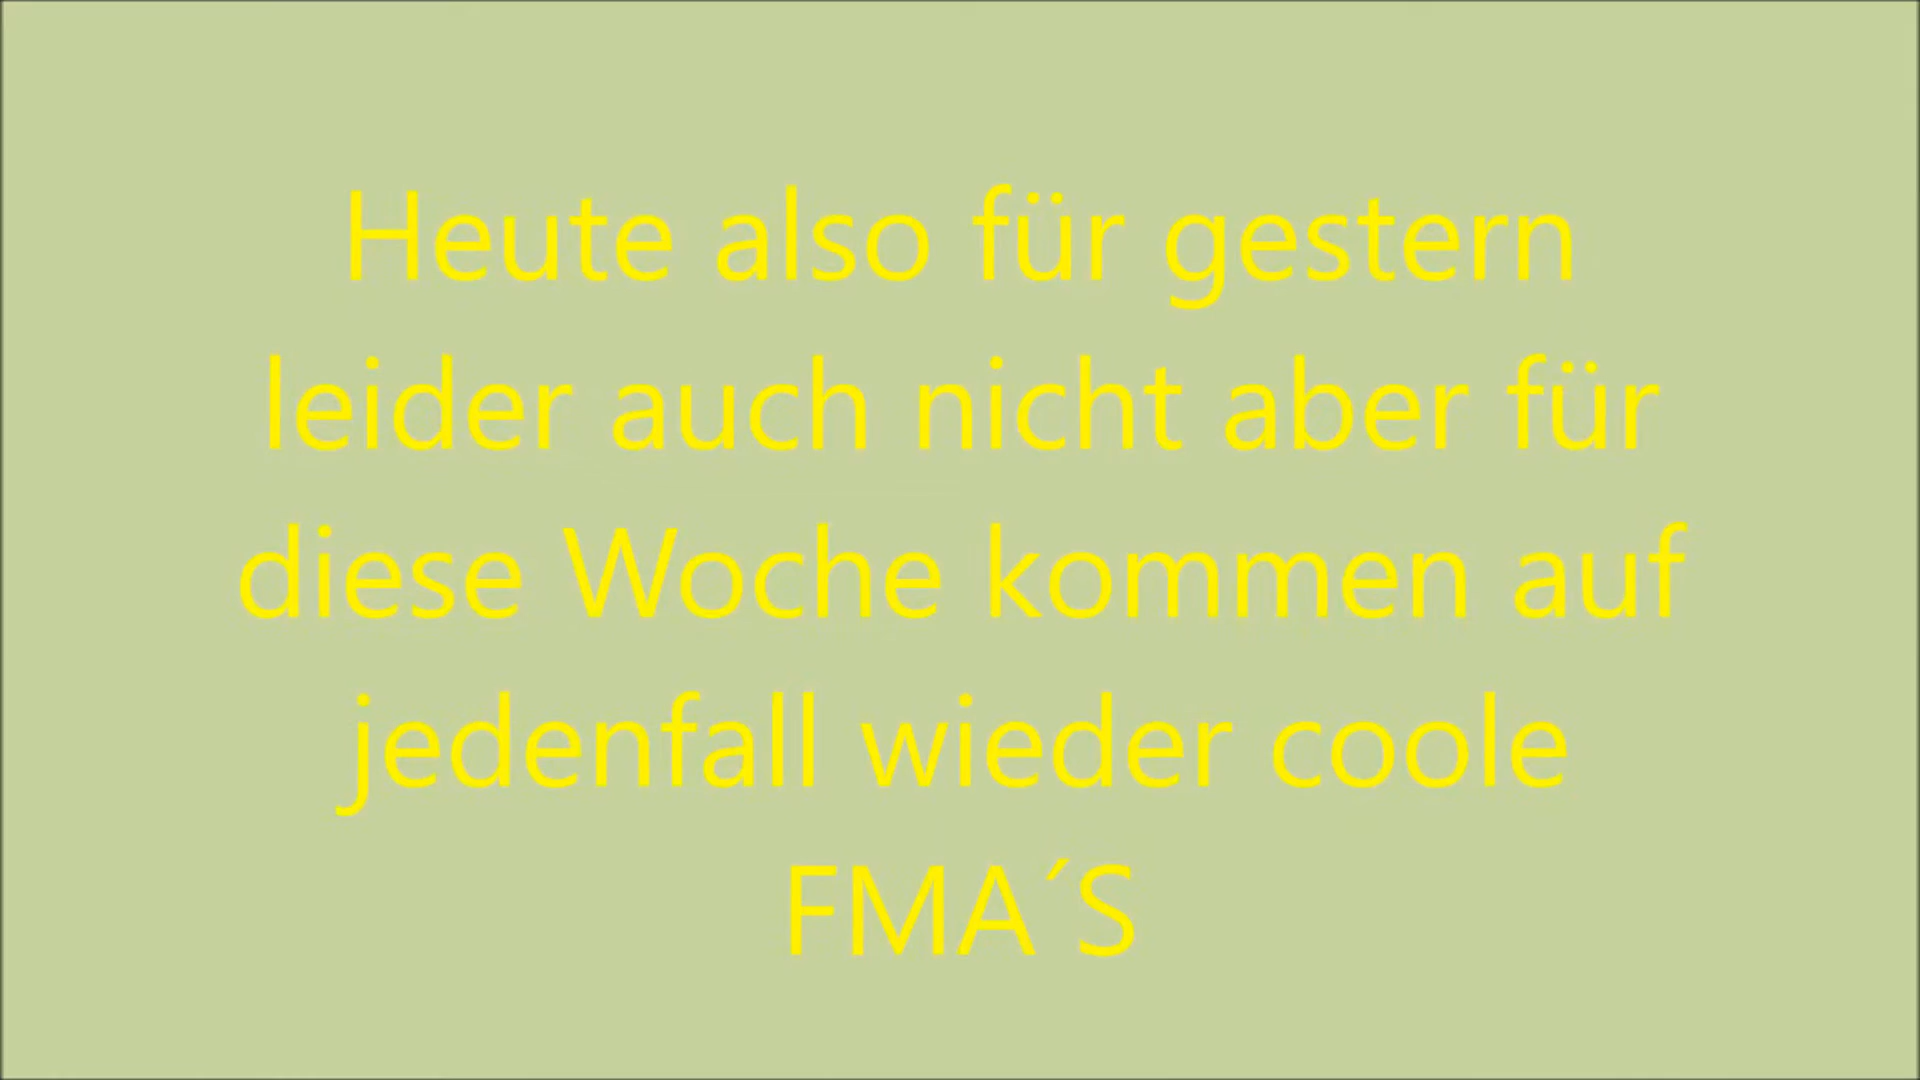 Heute also für gestern
leider auch nicht aber für
diese Woche kommen auf
jedenfall wieder coole
FMA´S